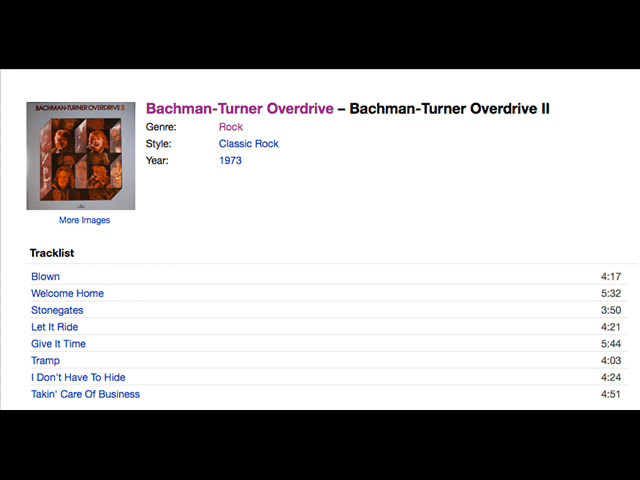 BACHMAN-TURNER OVERDRIVE II
Bachman-Turner Overdrive – Bachman-Turner Overdrive II
Genre: Rock
Style: Classic Rock
Year: 1973
More Images
Tracklist
Blown 4:17
Welcome Home 5:32
Stonegates 3:50
Let It Ride 4:21
Give It Time 5:44
Tramp 4:03
I Don't Have To Hide 4:24
Takin' Care Of Business 4:51